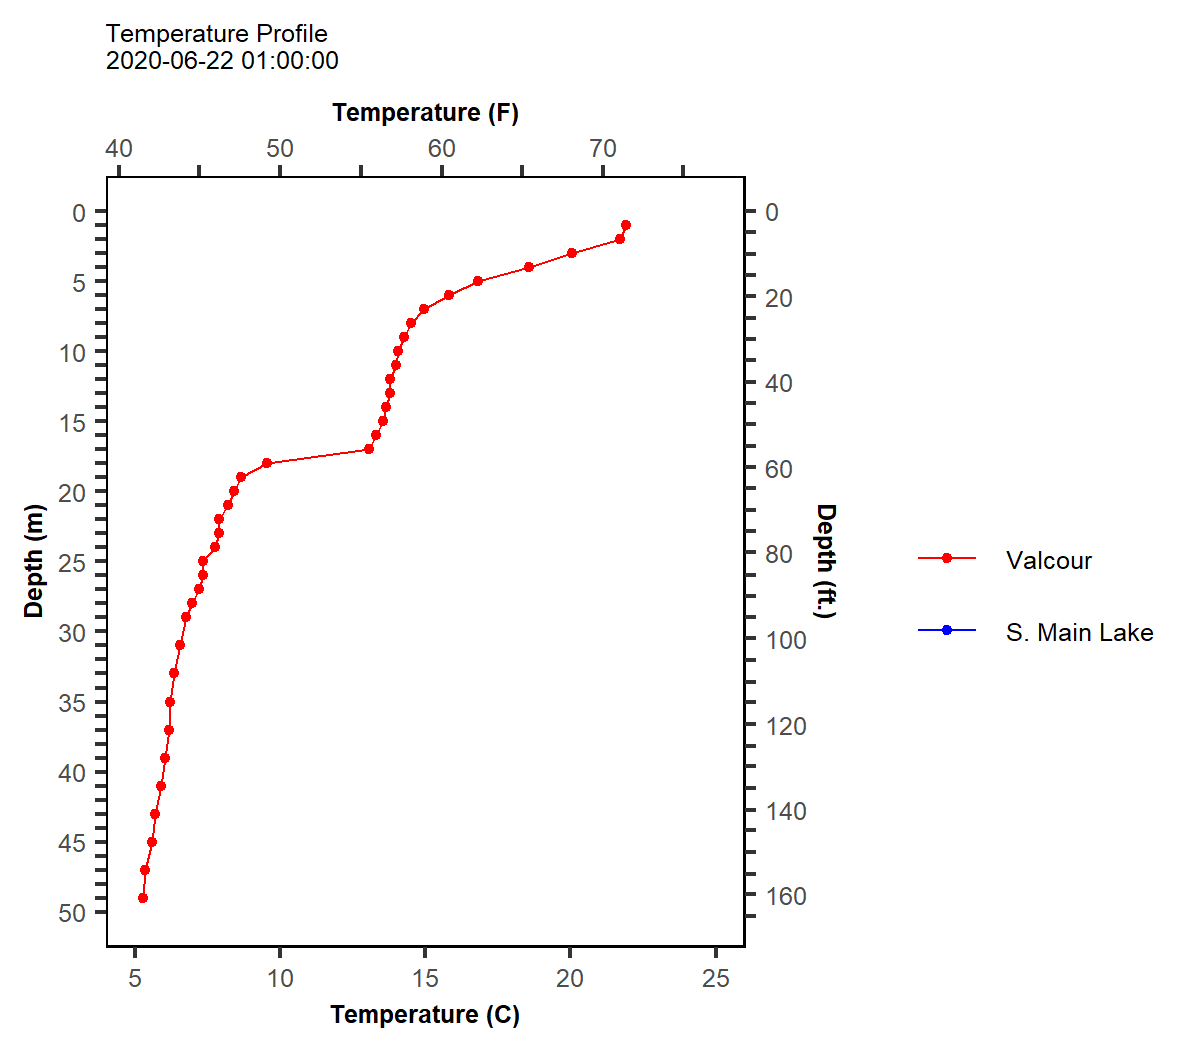 Temperature Profile
2020-06-22 01:00:00
Temperature (F)
40 50 60 70
0
5
10
15
20
25
30
35
40
45
50
Depth (m)
0
20
40
60
80
100
120
140
160
Depth (ft.)
Valcour
S. Main Lake
5 10 15 20 25
Temperature (C)